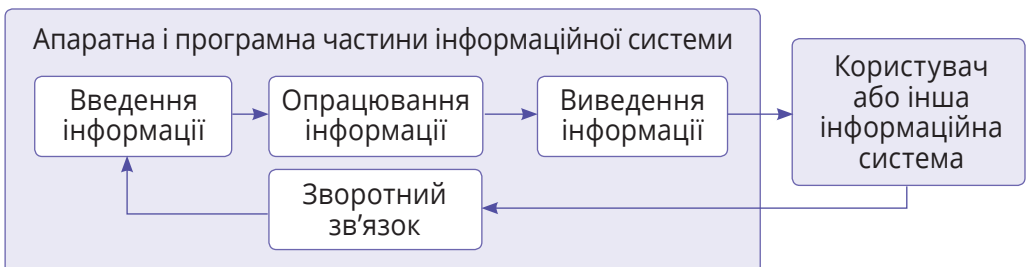 Апаратна і програмна частини інформаційної системи
Введення
інформації
Опрацювання
інформації
Виведення
інформації
Користувач
або інша
інформаційна
система
Зворотний
зв’язок